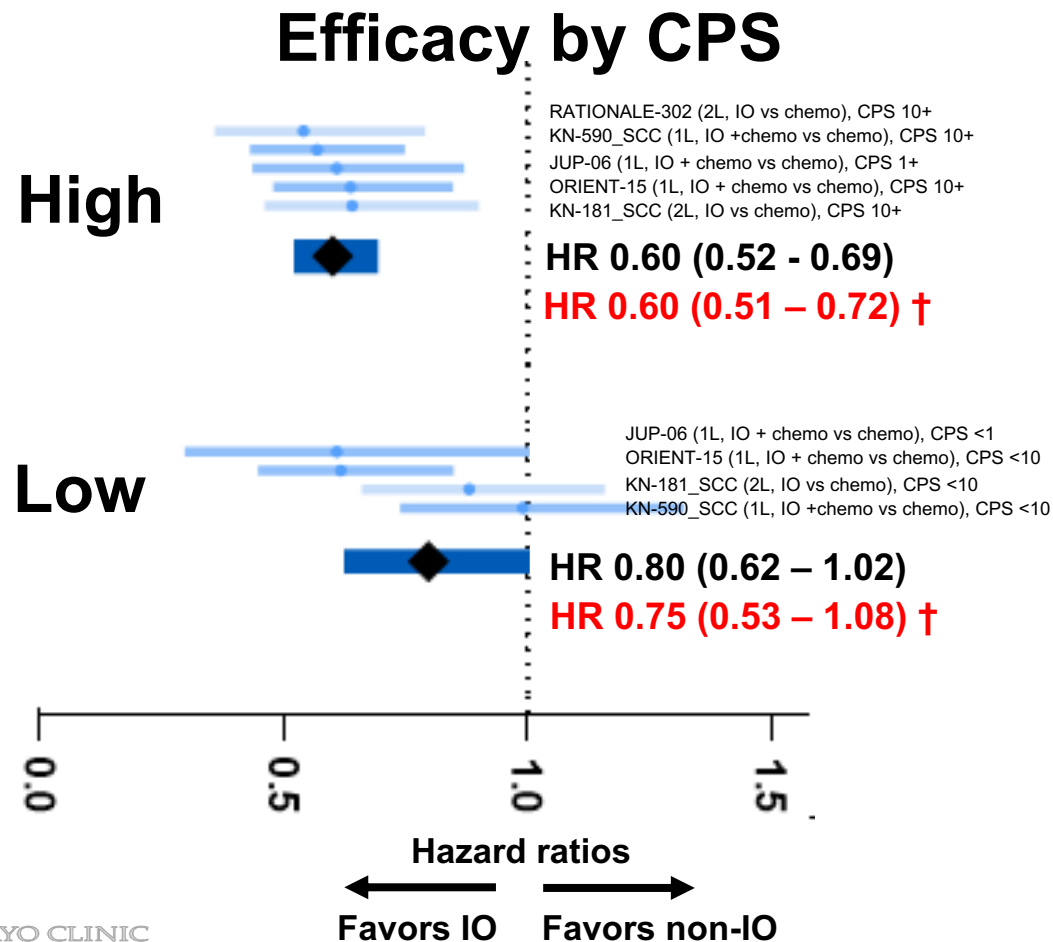 Efficacy by CPS
High
RATIONALE-302 (2L, IO vs chemo), CPS 10+
KN-590_SCC (1L, IO +chemo vs chemo), CPS 10+
JUP-06 (1L, IO + chemo vs chemo), CPS 1+
ORIENT-15 (1L, IO + chemo vs chemo), CPS 10+
KN-181_SCC (2L, IO vs chemo), CPS 10+
HR 0.60 (0.52 - 0.69)
HR 0.60 (0.51 – 0.72) †
Low
JUP-06 (1L, IO + chemo vs chemo), CPS <1
ORIENT-15 (1L, IO + chemo vs chemo), CPS <10
KN-181_SCC (2L, IO vs chemo), CPS <10
KN-590_SCC (1L, IO +chemo vs chemo), CPS <10
HR 0.80 (0.62 – 1.02)
HR 0.75 (0.53 – 1.08) †
0.0 0.5 1.0 1.5
Hazard ratios
Favors IO Favors non-IO
YO CLINIC